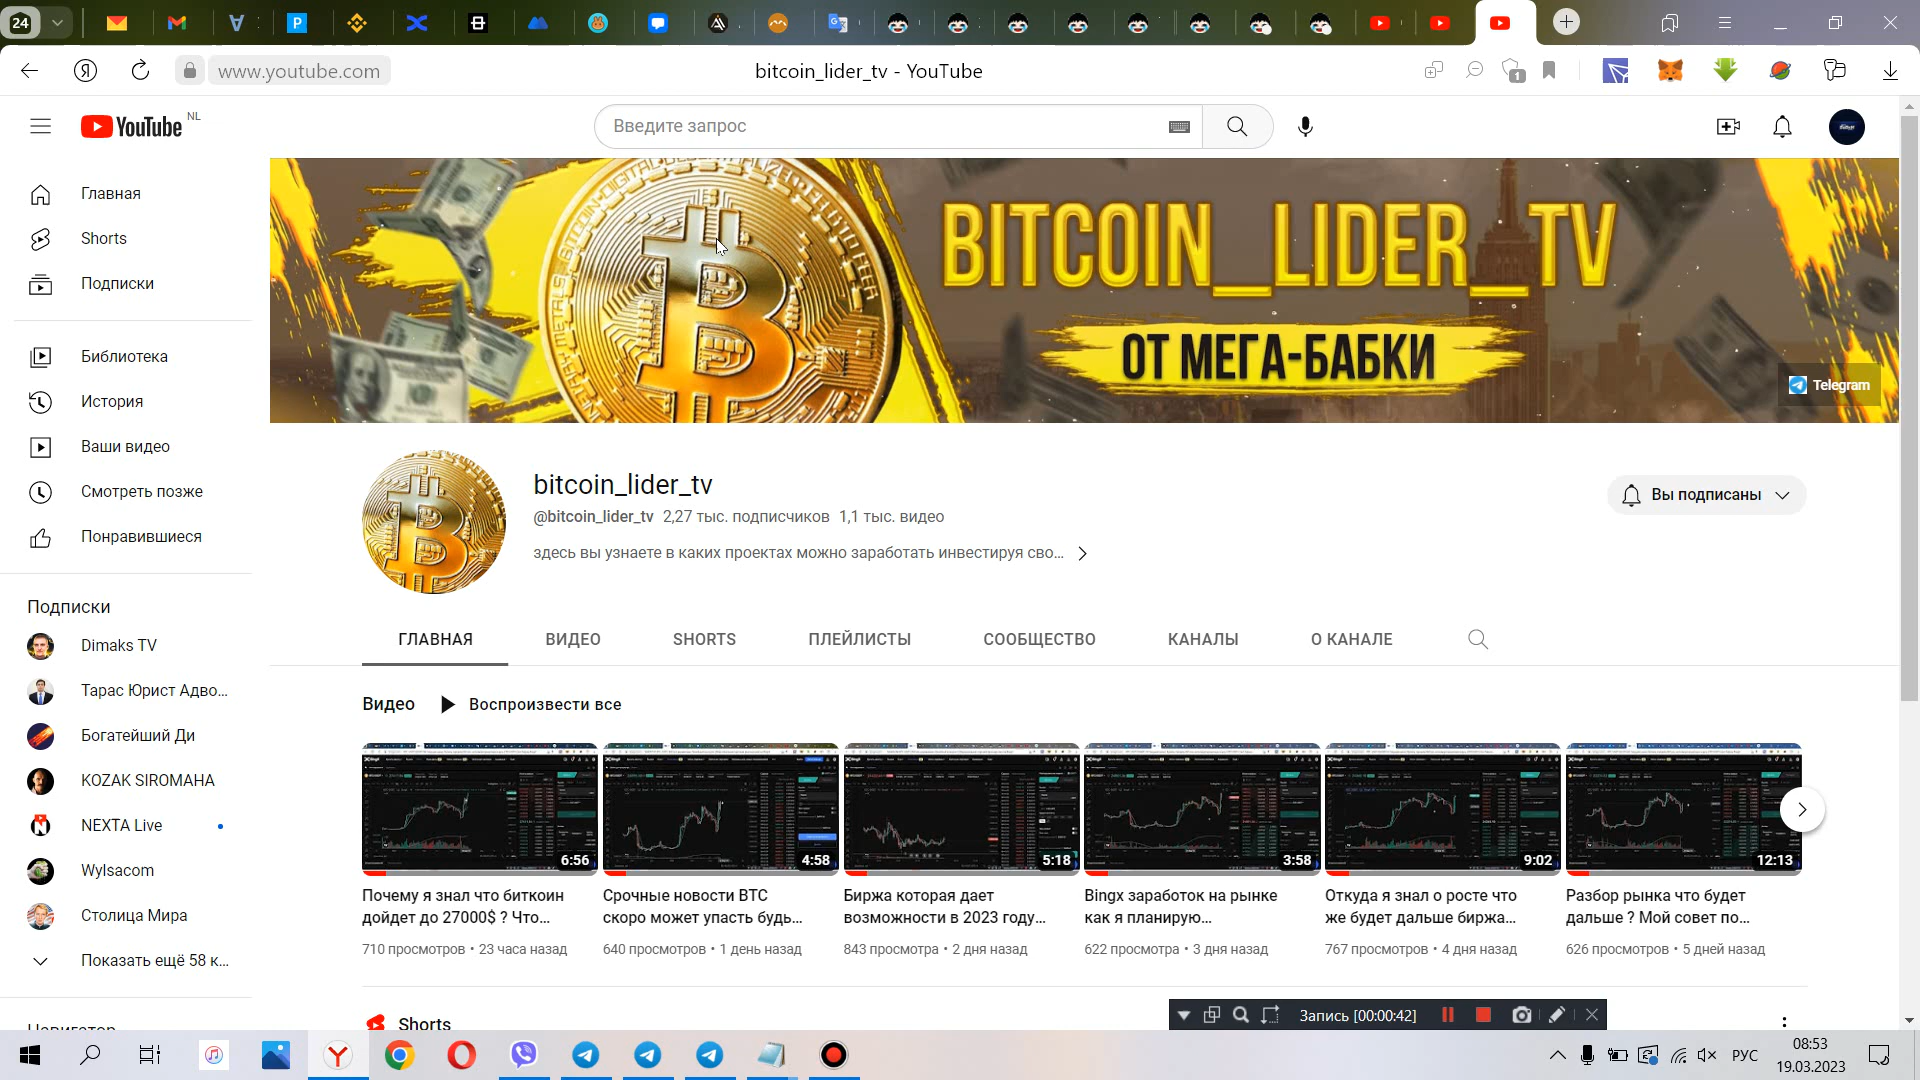 24
www.youtube.com
bitcoin_lider_tv - YouTube
1
YouTube NL
Введите запрос
Главная
Shorts
Подписки
Библиотека
История
Ваши видео
Смотреть позже
Понравившиеся
Подписки
Dimaks TV
Тарас Юрист Адво...
Богатейший Ди
KOZAK SIROMAHA
NEXTA Live
Wylsacom
Столица Мира
Показать ещё 58 к...
Навигатор
BITCOIN_LIDER_TV
ОТ МЕГА-БАБКИ
Telegram
bitcoin_lider_tv
@bitcoin_lider_tv 2,27 тыс. подписчиков 1,1 тыс. видео
здесь вы узнаете в каких проектах можно заработать инвестируя сво...
Вы подписаны
ГЛАВНАЯ ВИДЕО SHORTS ПЛЕЙЛИСТЫ СООБЩЕСТВО КАНАЛЫ О КАНАЛЕ
Видео Воспроизвести все
6:56
Почему я знал что биткоин
дойдет до 27000$ ? Что...
710 просмотров • 23 часа назад
4:58
Срочные новости BTC
скоро может упасть будь...
640 просмотров • 1 день назад
5:18
Биржа которая дает
возможности в 2023 году...
843 просмотра • 2 дня назад
3:58
Bingx заработок на рынке
как я планирую...
622 просмотра • 3 дня назад
9:02
Откуда я знал о росте что
же будет дальше биржа...
767 просмотров • 4 дня назад
12:13
Разбор рынка что будет
дальше ? Мой совет по...
626 просмотров • 5 дней назад
Shorts
Запись [00:00:42]
РУС
08:53
19.03.2023